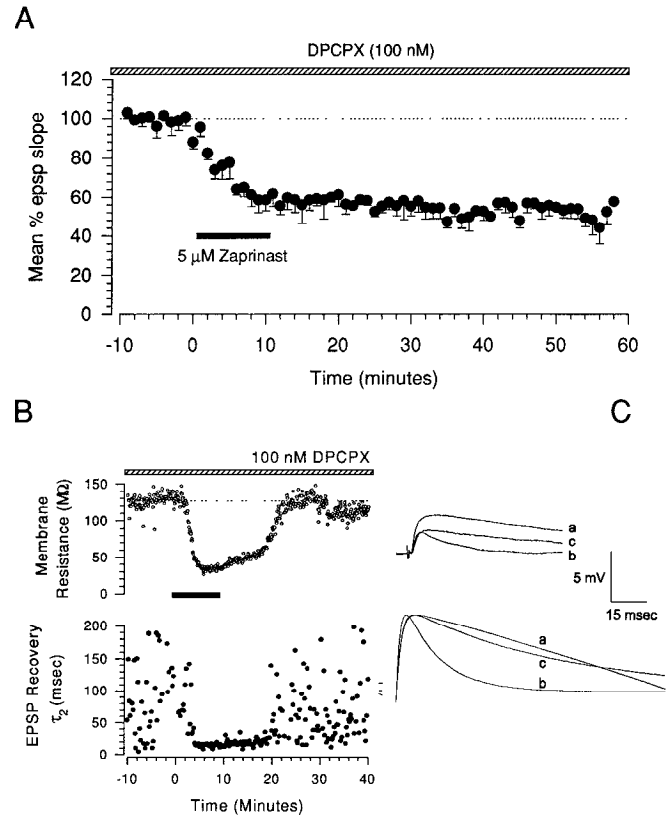 A
DPCPX (100 nM)
120
100
80
60
40
20
0
Mean % epsp slope
5 µM Zaprinast
-10 0 10 20 30 40 50 60
Time (minutes)
B
C
100 nM DPCPX
150
100
50
0
Membrane
Resistance (MΩ)
200
150
100
50
0
EPSP Recovery
τ2 (msec)
-10 0 10 20 30 40
Time (Minutes)
a
c
b
5 mV
15 msec
a
c
b